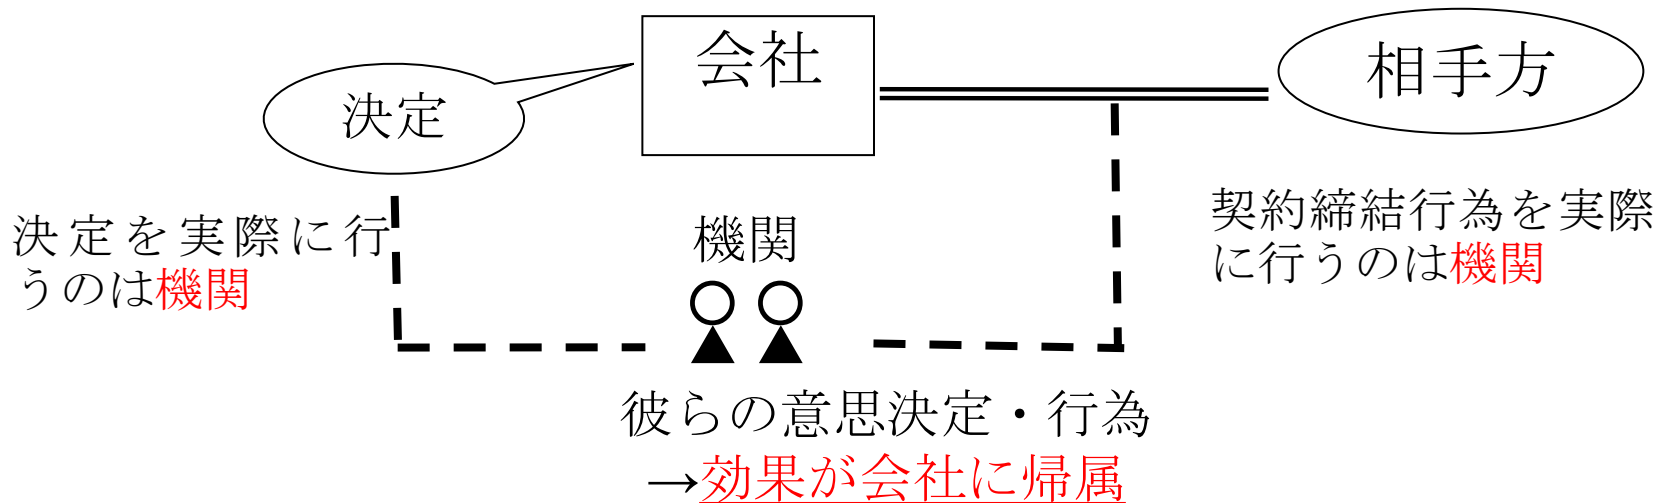 会社
相手方
決定
決定を実際に行
うのは機関
機関
契約締結行為を実際
に行うのは機関
彼らの意思決定・行為
→効果が会社に帰属